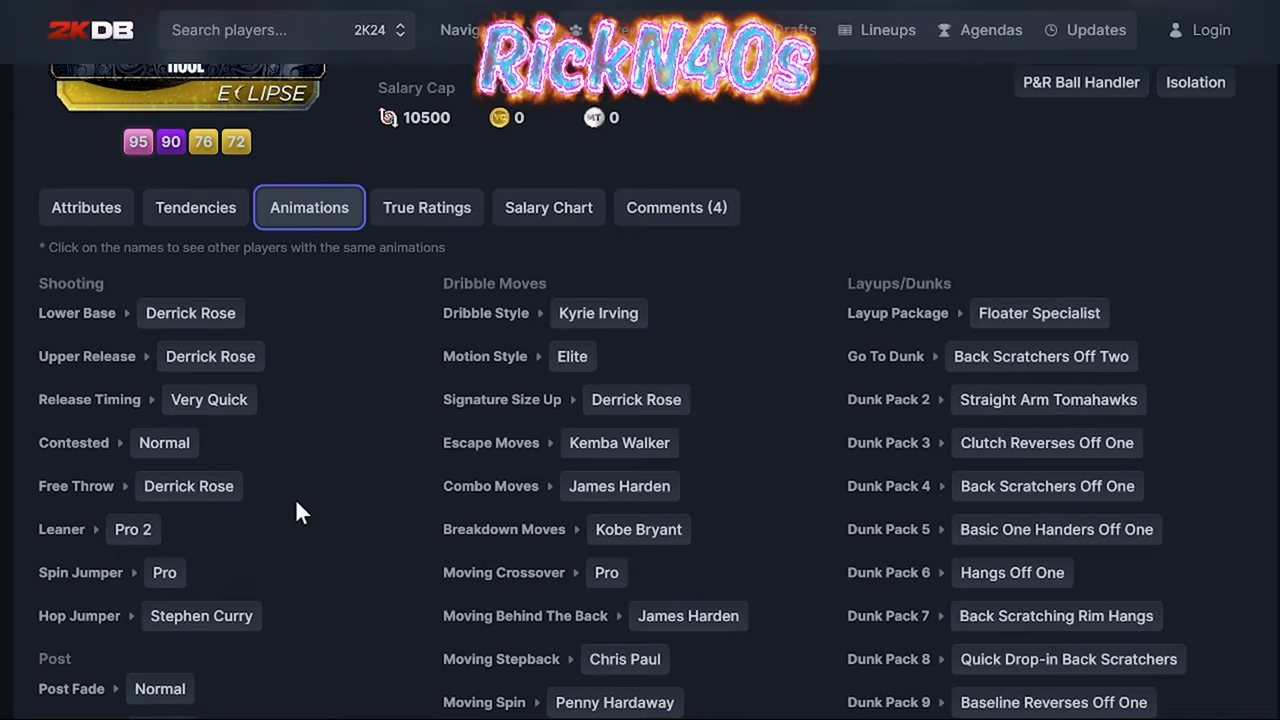 2KDB Search players... 2K24 Drafts Lineups Agendas Updates Login
RickN40s
ECLIPSE
Salary Cap
10500 0 0
P&R Ball Handler Isolation
95 90 76 72
Attributes Tendencies Animations True Ratings Salary Chart Comments (4)
* Click on the names to see other players with the same animations
Shooting
Lower Base Derrick Rose
Upper Release Derrick Rose
Release Timing Very Quick
Contested Normal
Free Throw Derrick Rose
Leaner Pro 2
Spin Jumper Pro
Hop Jumper Stephen Curry
Post
Post Fade Normal
Dribble Moves
Dribble Style Kyrie Irving
Motion Style Elite
Signature Size Up Derrick Rose
Escape Moves Kemba Walker
Combo Moves James Harden
Breakdown Moves Kobe Bryant
Moving Crossover Pro
Moving Behind The Back James Harden
Moving Stepback Chris Paul
Moving Spin Penny Hardaway
Layups/Dunks
Layup Package Floater Specialist
Go To Dunk Back Scratchers Off Two
Dunk Pack 2 Straight Arm Tomahawks
Dunk Pack 3 Clutch Reverses Off One
Dunk Pack 4 Back Scratchers Off One
Dunk Pack 5 Basic One Handers Off One
Dunk Pack 6 Hangs Off One
Dunk Pack 7 Back Scratching Rim Hangs
Dunk Pack 8 Quick Drop-in Back Scratchers
Dunk Pack 9 Baseline Reverses Off One